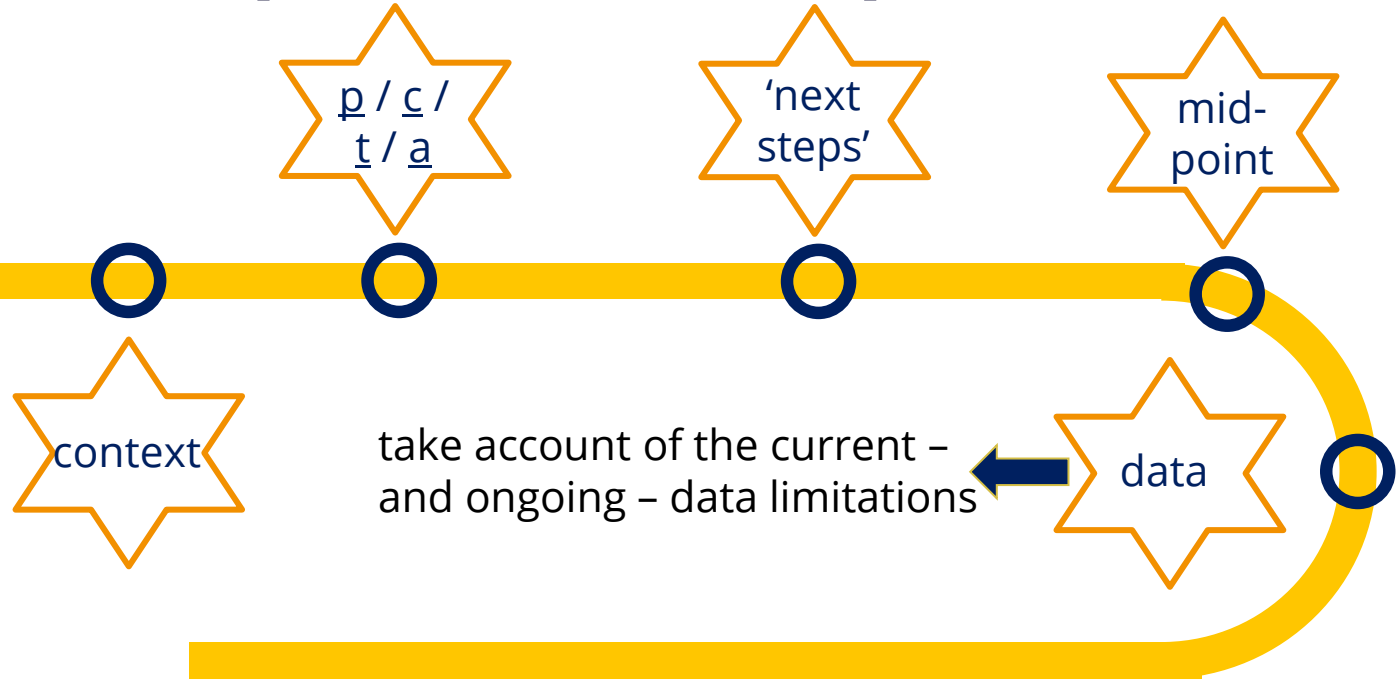 p / c /
t / a
'next
steps'
mid-
point
context
take account of the current –
and ongoing – data limitations
data